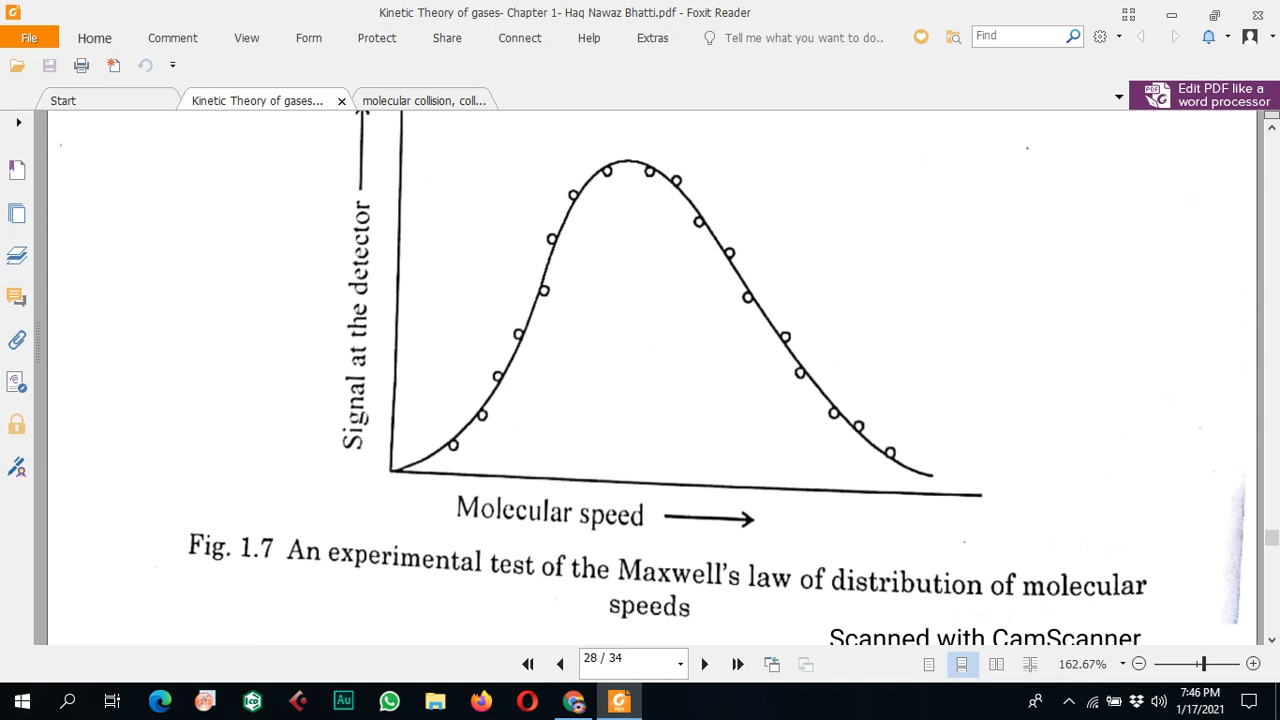 Kinetic Theory of gases- Chapter 1- Haq Nawaz Bhatti.pdf - Foxit Reader
File Home Comment View Form Protect Share Connect Help Extras Tell me what you want to do.. Find
Start Kinetic Theory of gases... molecular collision, coll... Edit PDF like a
word processor
Signal at the detector
Molecular speed
Fig. 1.7 An experimental test of the Maxwell's law of distribution of molecular
speeds
Scanned with CamScanner
28 / 34 162.67%
Au
PDF
7:46 PM
1/17/2021